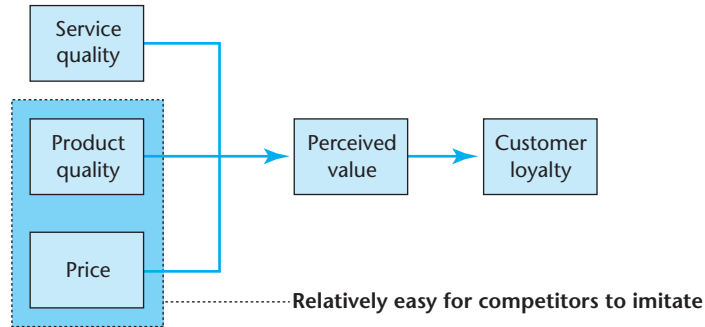 Service
quality
Product
quality
Perceived
value
Customer
loyalty
Price
Relatively easy for competitors to imitate